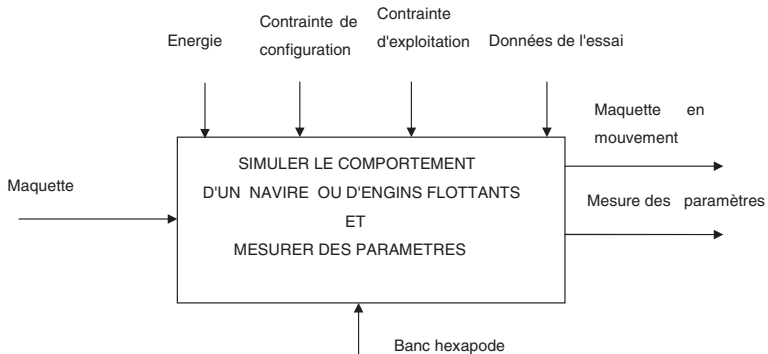 Energie
Contrainte de
configuration
Contrainte
d'exploitation
Données de l'essai
Maquette en
mouvement
SIMULER LE COMPORTEMENT
D'UN NAVIRE OU D'ENGINS FLOTTANTS
ET
MESURER DES PARAMETRES
Maquette
Mesure des paramètres
Banc hexapode